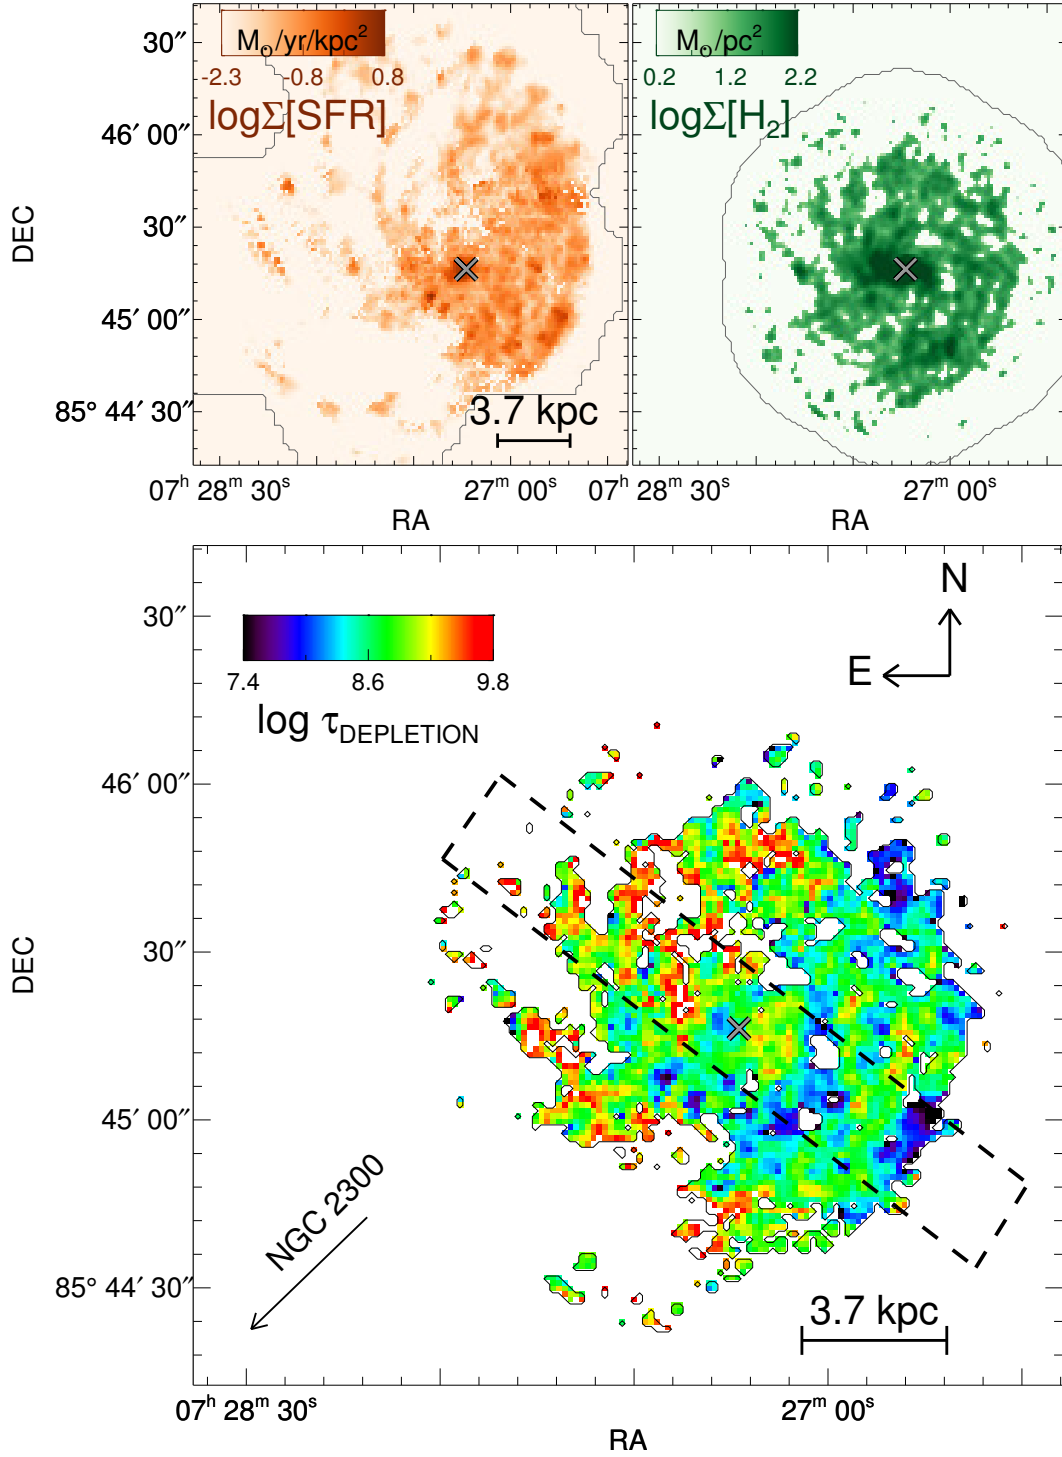 M⊙/yr/kpc²
-2.3 -0.8 0.8
logΣ[SFR]
M⊙/pc²
0.2 1.2 2.2
logΣ[H₂]
30″
46′ 00″
30″
45′ 00″
85° 44′ 30″
DEC
3.7 kpc
07ʰ 28ᵐ 30ˢ 27ᵐ 00ˢ
RA
07ʰ 28ᵐ 30ˢ 27ᵐ 00ˢ
RA
N
E
7.4 8.6 9.8
log τDEPLETION
30″
46′ 00″
30″
45′ 00″
85° 44′ 30″
DEC
NGC 2300
3.7 kpc
07ʰ 28ᵐ 30ˢ 27ᵐ 00ˢ
RA